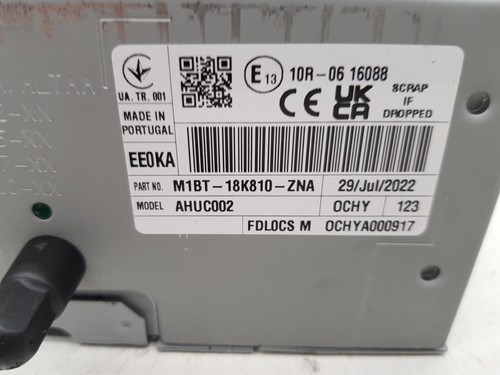 E13 10R-06 16088
UA. TR. 001
CE UK CA
SCRAP
IF
DROPPED
MADE IN
PORTUGAL
EE0KA
PART NO. M1BT-18K810-ZNA 29/Jul/2022
MODEL AHUC002 OCHY 123
FDLOCS M OCHYA000917